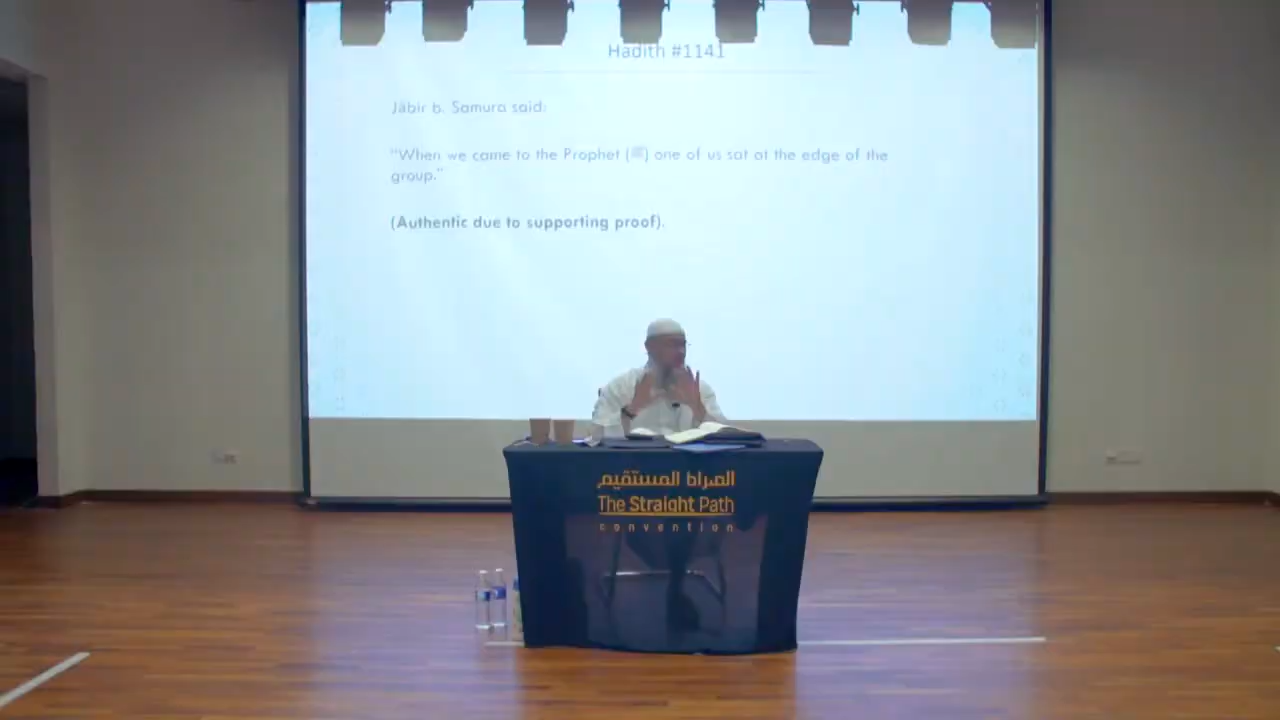 Hadith #1141
Jabir b. Samura said:
"When we came to the Prophet (ﷺ) one of us sat at the edge of the
group."
(Authentic due to supporting proof).
الصراط المستقيم
The Straight Path
convention